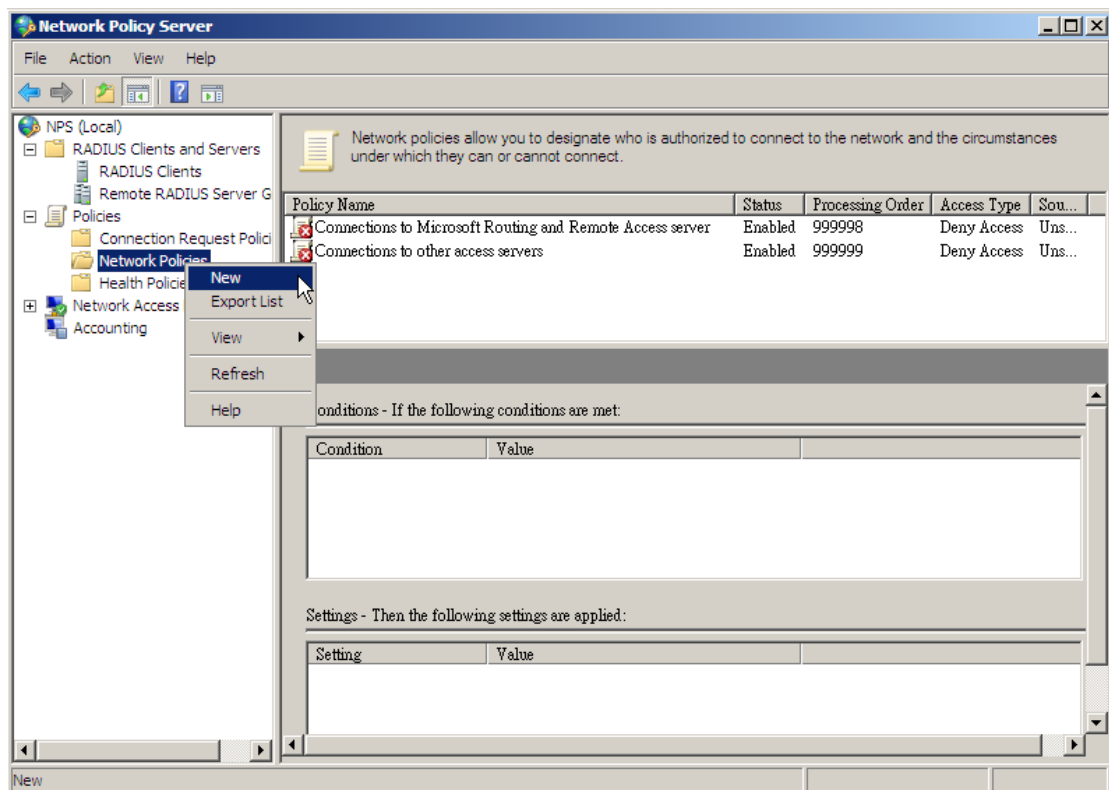 Network Policy Server
File Action View Help
NPS (Local)
RADIUS Clients and Servers
RADIUS Clients
Remote RADIUS Server G
Policies
Connection Request Polici
Network Policies
Health Policie
Network Access
Accounting
New
Export List
View
Refresh
Help
Network policies allow you to designate who is authorized to connect to the network and the circumstances
under which they can or cannot connect.
Policy Name Status Processing Order Access Type Sou...
Connections to Microsoft Routing and Remote Access server Enabled 999998 Deny Access Uns...
Connections to other access servers Enabled 999999 Deny Access Uns...
onditions - If the following conditions are met:
Condition Value
Settings - Then the following settings are applied:
Setting Value
New